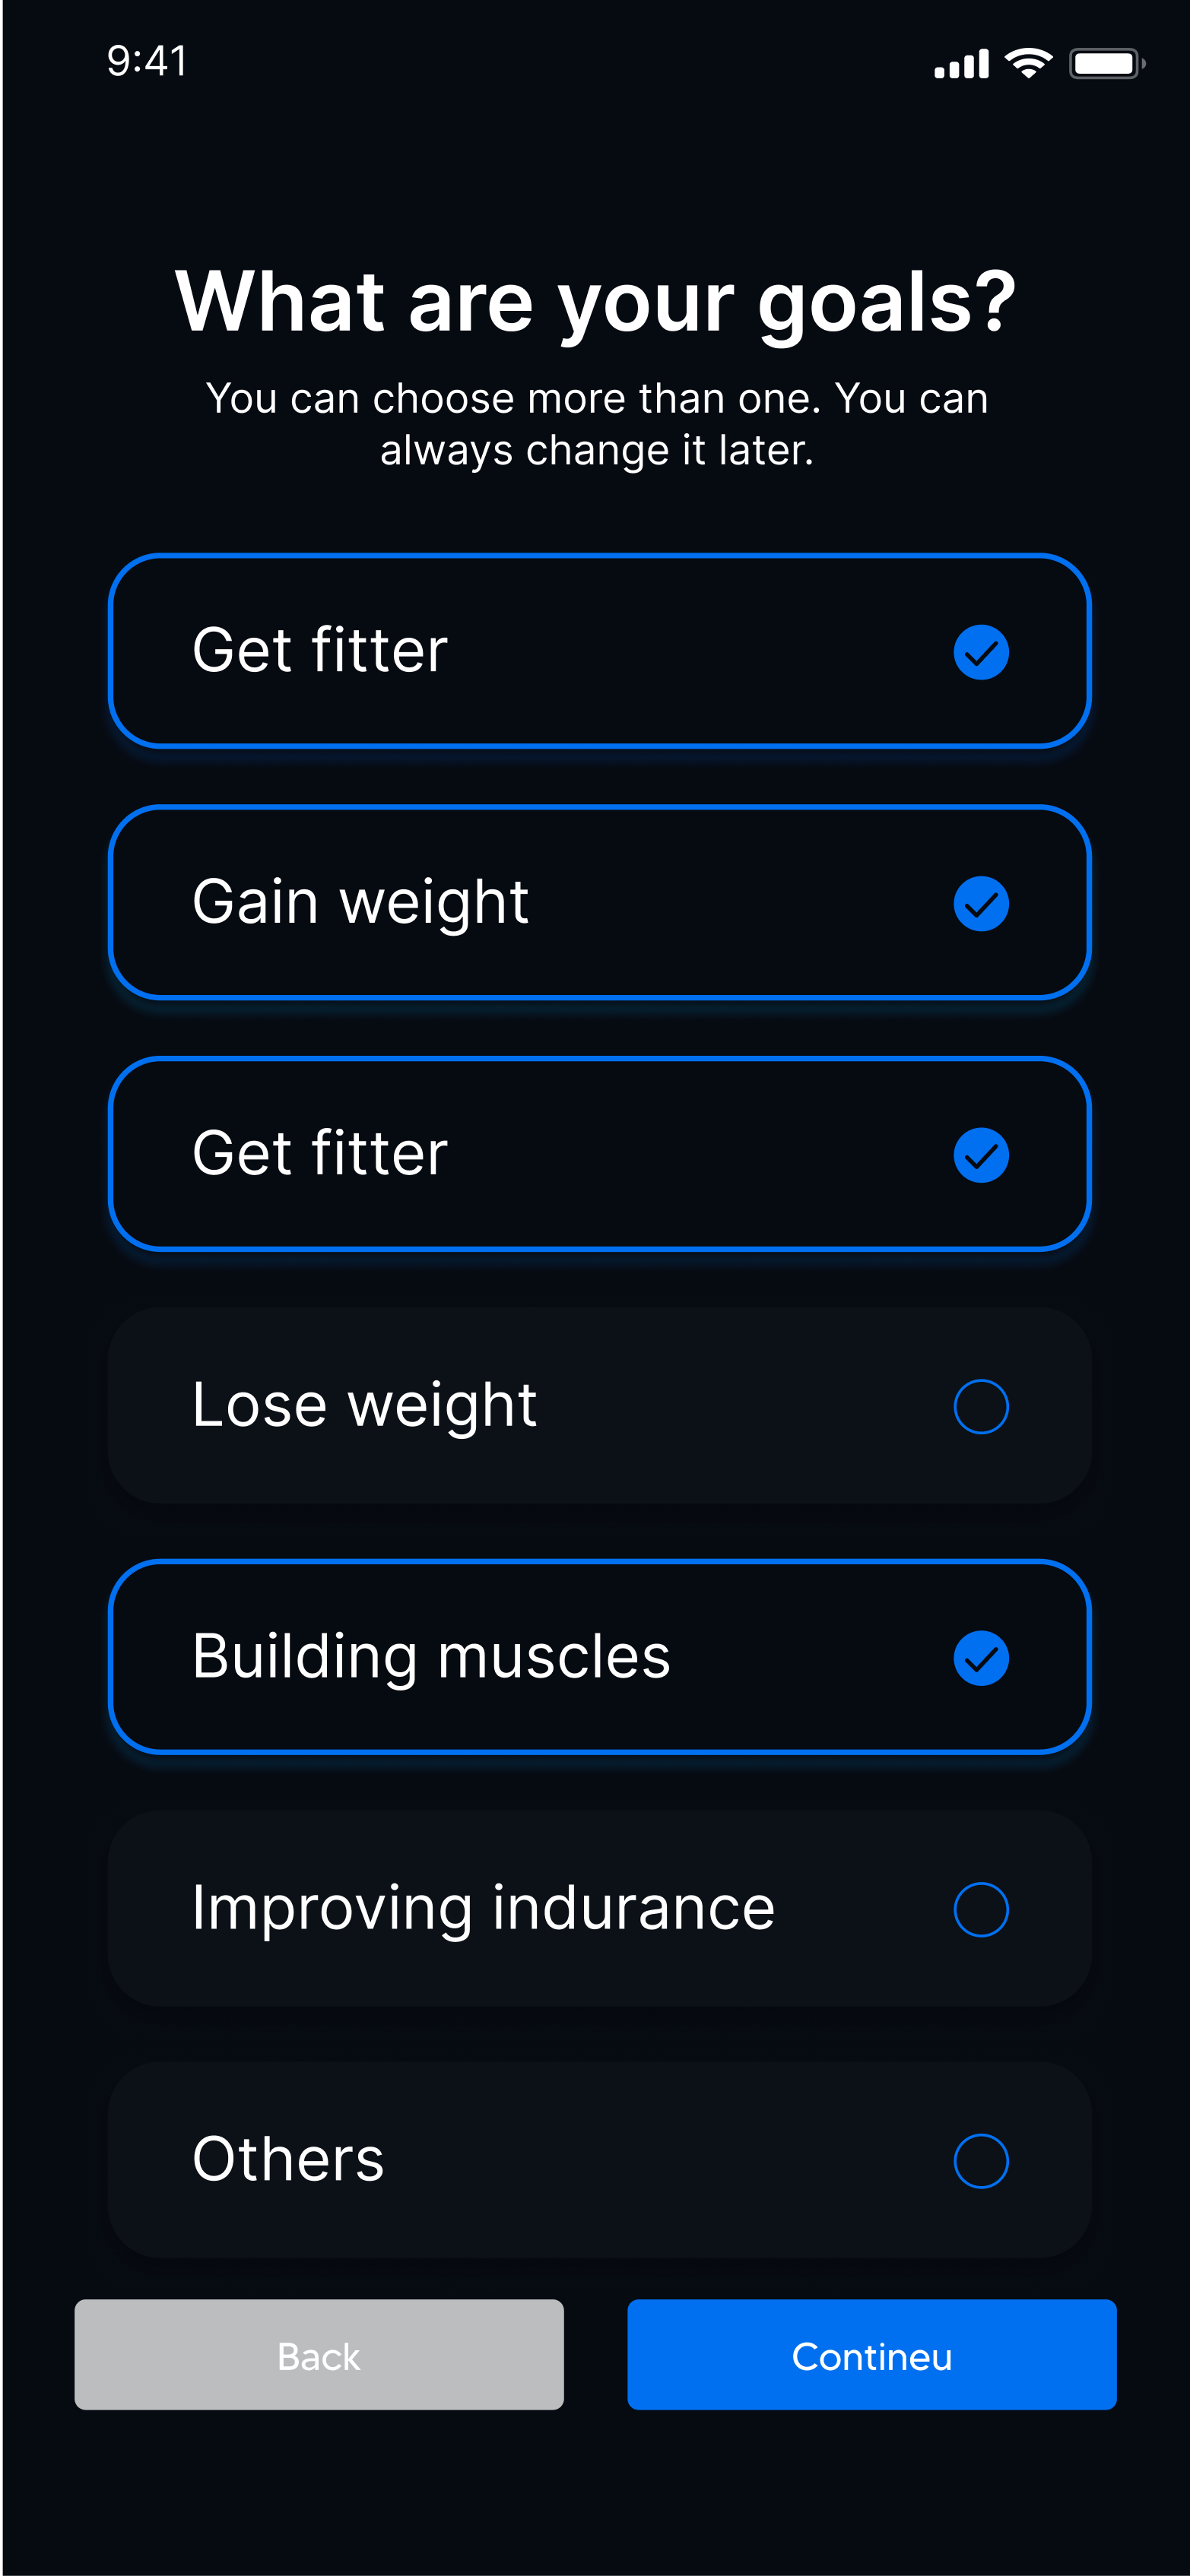 9:41
What are your goals?
You can choose more than one. You can
always change it later.
Get fitter
Gain weight
Get fitter
Lose weight
Building muscles
Improving indurance
Others
Back
Contineu